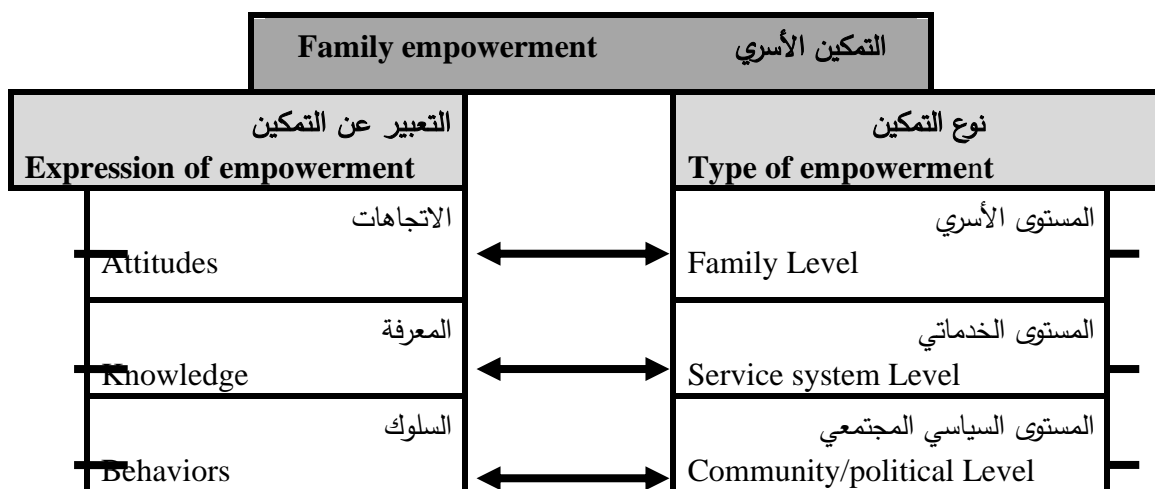 Family empowerment التمكين الأسري
التعبير عن التمكين
Expression of empowerment
نوع التمكين
Type of empowerment
الاتجاهات
Attitudes
المستوى الأسري
Family Level
المعرفة
Knowledge
المستوى الخدماتي
Service system Level
السلوك
Behaviors
المستوى السياسي المجتمعي
Community/political Level